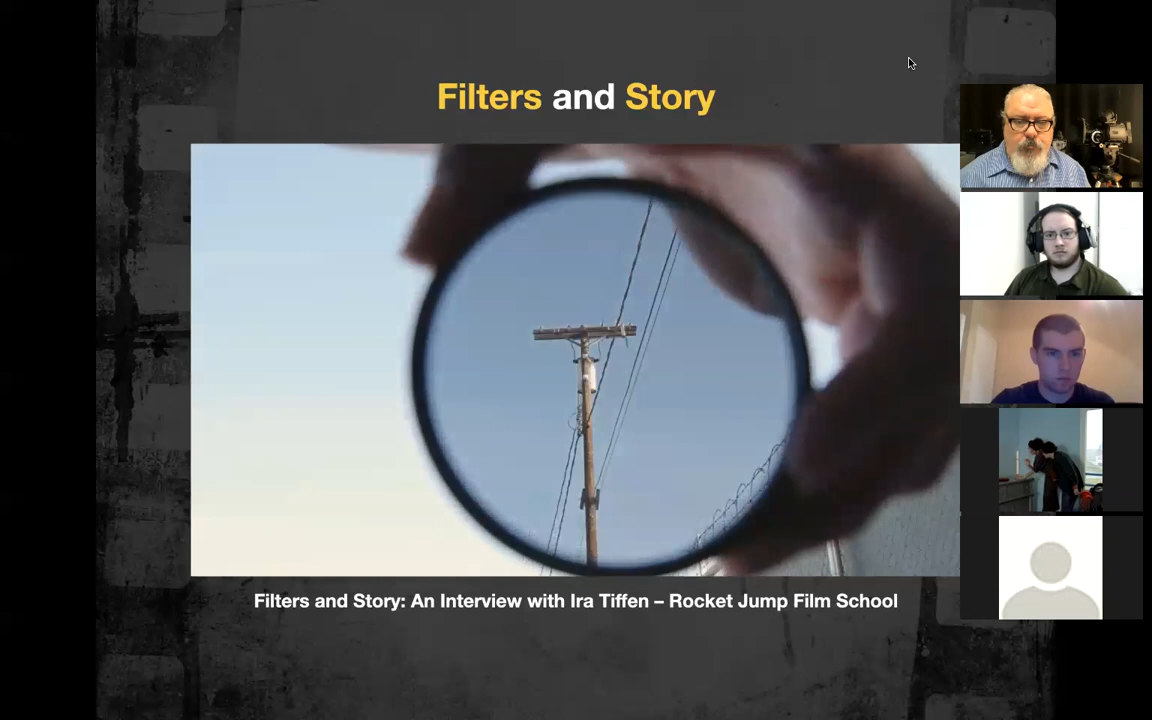 Filters and Story
Filters and Story: An Interview with Ira Tiffen – Rocket Jump Film School